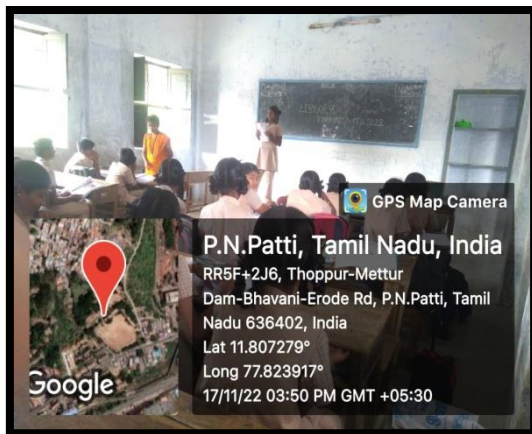 GPS Map Camera
P.N.Patti, Tamil Nadu, India
RR5F+2J6, Thoppur-Mettur
Dam-Bhavani-Erode Rd, P.N.Patti, Tamil
Nadu 636402, India
Lat 11.807279°
Long 77.823917°
17/11/22 03:50 PM GMT +05:30
Google